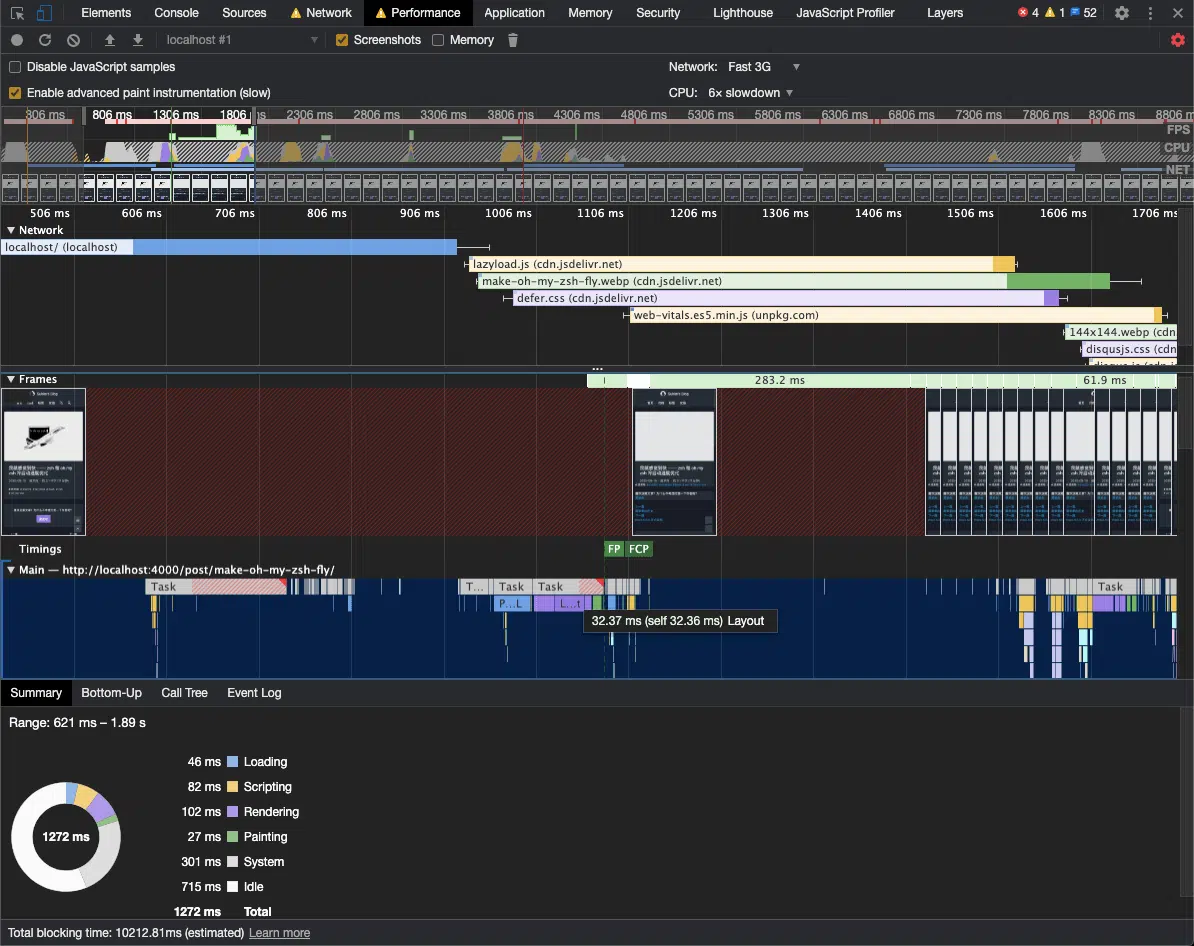 Elements Console Sources Network Performance Application Memory Security Lighthouse JavaScript Profiler Layers 4 1 52
localhost #1 Screenshots Memory
Disable JavaScript samples Network: Fast 3G
Enable advanced paint instrumentation (slow) CPU: 6× slowdown
806 ms 806 ms 1306 ms 1806 2306 ms 2806 ms 3306 ms 3806 ms 4306 ms 4806 ms 5306 ms 5806 ms 6306 ms 6806 ms 7306 ms 7806 ms 8306 ms 8806 m
FPS
CPU
NET
506 ms 606 ms 706 ms 806 ms 906 ms 1006 ms 1106 ms 1206 ms 1306 ms 1406 ms 1506 ms 1606 ms 1706 ms
Network
localhost/ (localhost)
lazyload.js (cdn.jsdelivr.net)
make-oh-my-zsh-fly.webp (cdn.jsdelivr.net)
defer.css (cdn.jsdelivr.net)
web-vitals.es5.min.js (unpkg.com)
144x144.webp (cdn
disqusjs.css (cdn
...
Frames 283.2 ms 61.9 ms
Timings FP FCP
Main — http://localhost:4000/post/make-oh-my-zsh-fly/
Task T... Task Task Task
P...L L...t
32.37 ms (self 32.36 ms) Layout
Summary Bottom-Up Call Tree Event Log
Range: 621 ms – 1.89 s
46 ms Loading
82 ms Scripting
102 ms Rendering
1272 ms 27 ms Painting
301 ms System
715 ms Idle
1272 ms Total
Total blocking time: 10212.81ms (estimated) Learn more